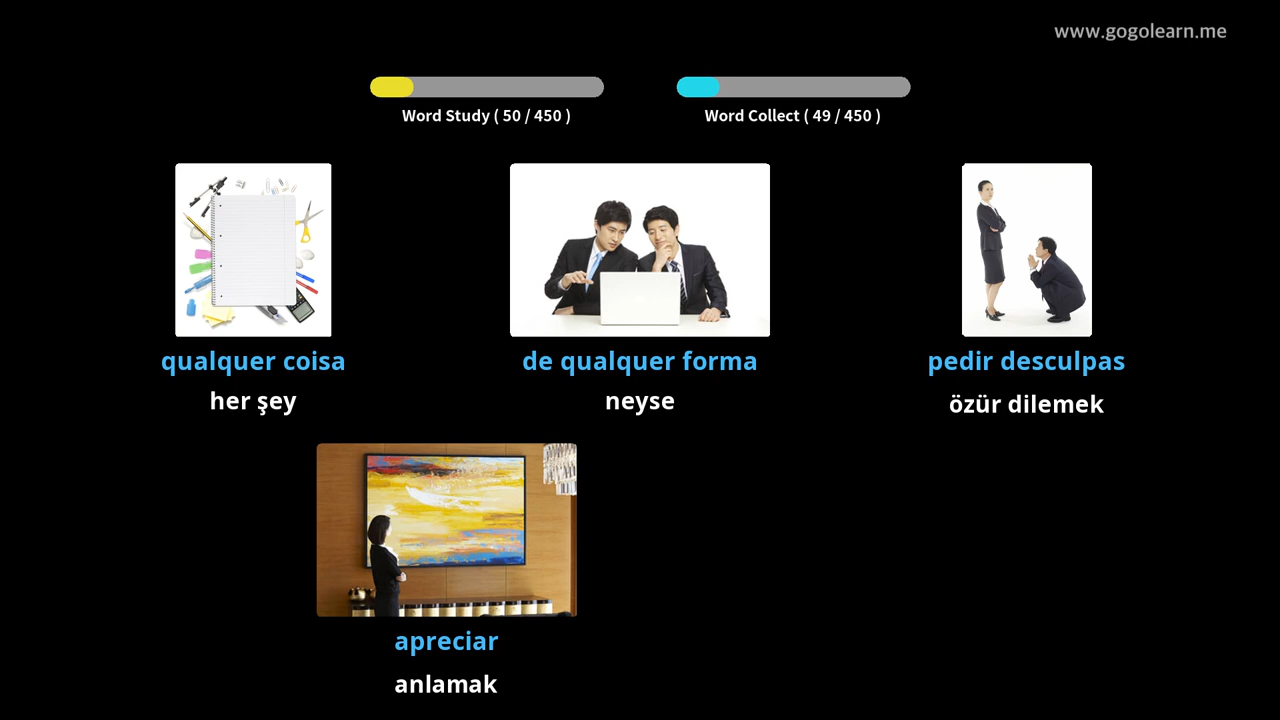 www.gogolearn.me
Word Study ( 50 / 450 )
Word Collect ( 49 / 450 )
qualquer coisa
her şey
de qualquer forma
neyse
pedir desculpas
özür dilemek
apreciar
anlamak